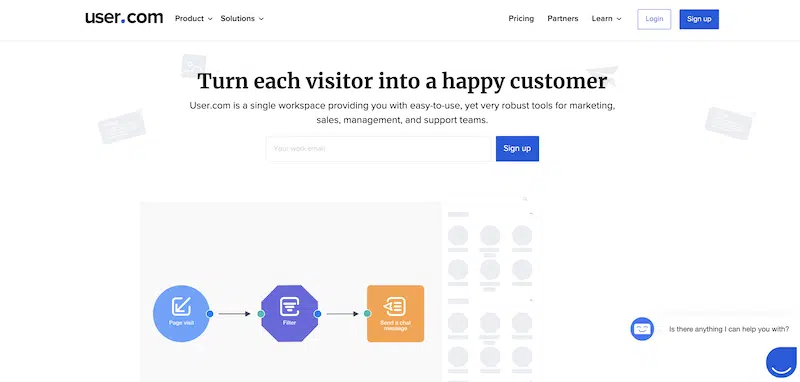 user.com
Product
Solutions
Pricing
Partners
Learn
Login
Sign up
Turn each visitor into a happy customer
User.com is a single workspace providing you with easy-to-use, yet very robust tools for marketing,
sales, management, and support teams.
Your work email
Sign up
Page visit
Filter
Send a chat
message
Is there anything I can help you with?